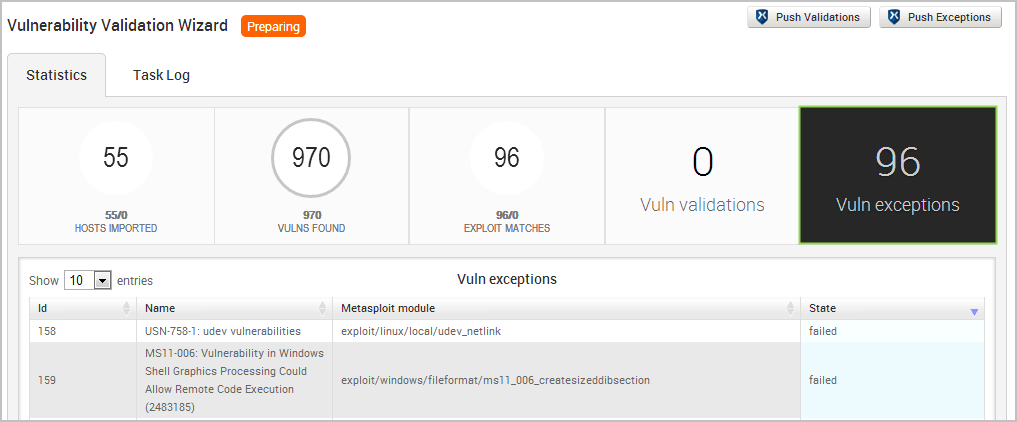 Vulnerability Validation Wizard Preparing
Push Validations Push Exceptions
Statistics Task Log
55 970 96 0 96
Vuln validations Vuln exceptions
55/0 970 96/0
HOSTS IMPORTED VULNS FOUND EXPLOIT MATCHES
Show 10 entries Vuln exceptions
Id Name Metasploit module State
158 USN-758-1: udev vulnerabilities exploit/linux/local/udev_netlink failed
MS11-006: Vulnerability in Windows
Shell Graphics Processing Could
159 exploit/windows/fileformat/ms11_006_createsizeddibsection failed
Allow Remote Code Execution
(2483185)